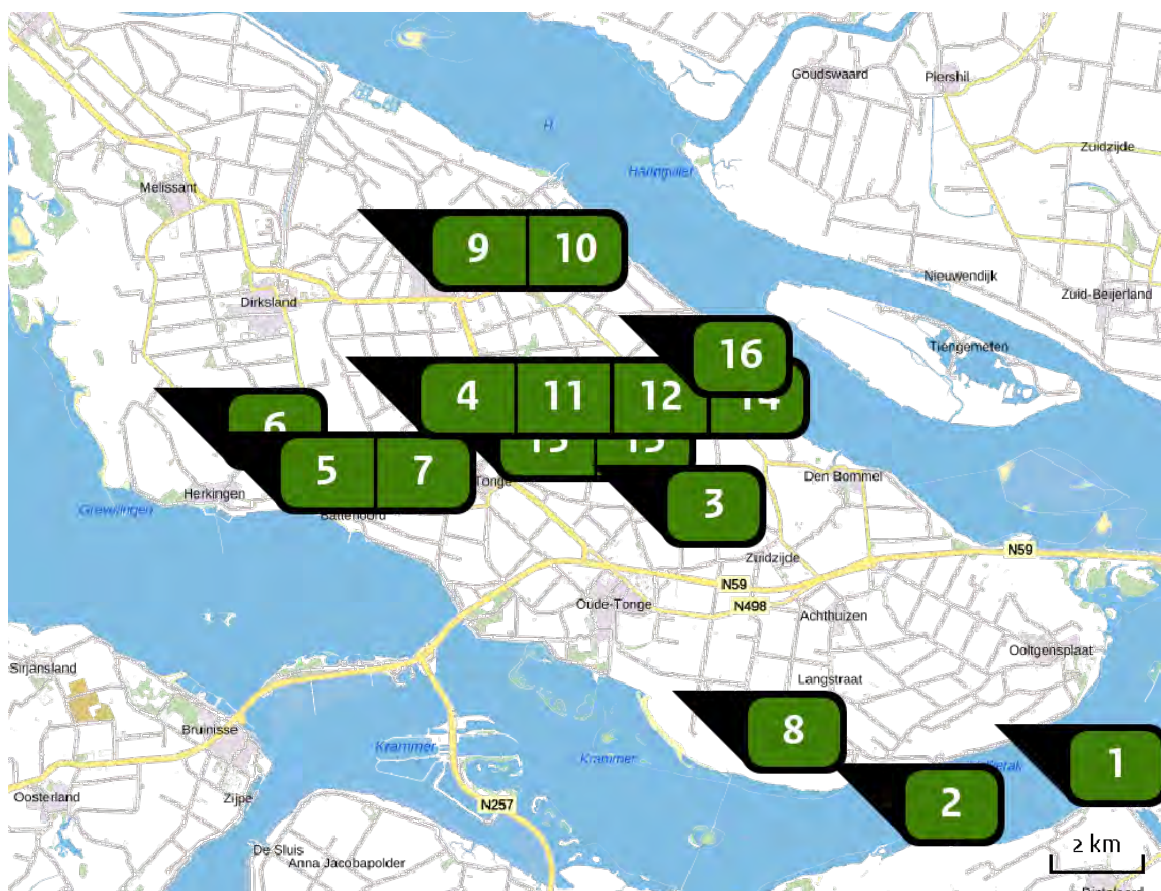 Goudswaard
Piershil
H
Zuidzijde
Haringvliet
Melissant
9 10
Nieuwendijk
Zuid-Beijerland
Dirksland
Tiengemeten
16
4 11 12 14
6
5 7
Tonge
3
Den Bommel
Herkingen
Grevelingen
Battenoord
N59
Zuidzijde
N59
N498
Oude-Tonge
Achthuizen
Ooltgensplaat
Sirjansland
Langstraat
Bruinisse
8
Krammer
Krammer
1
Oosterland
Zijpe
N257
2
2 km
De Sluis
Anna Jacobapolder